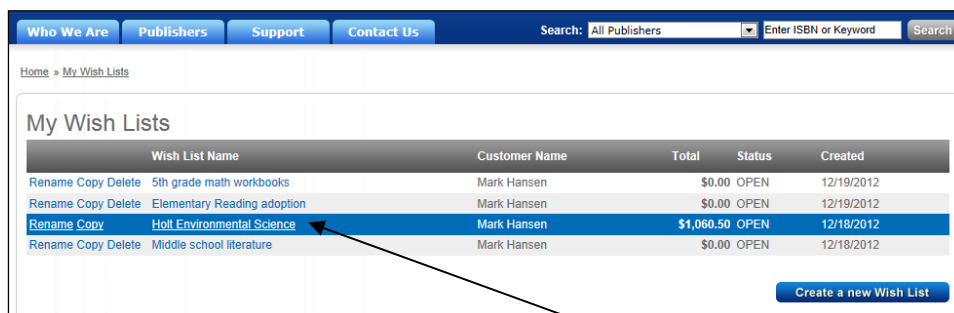 Who We Are Publishers Support Contact Us Search: All Publishers Enter ISBN or Keyword Search
Home » My Wish Lists
My Wish Lists
Wish List Name Customer Name Total Status Created
Rename Copy Delete 5th grade math workbooks Mark Hansen $0.00 OPEN 12/19/2012
Rename Copy Delete Elementary Reading adoption Mark Hansen $0.00 OPEN 12/19/2012
Rename Copy Holt Environmental Science Mark Hansen $1,060.50 OPEN 12/18/2012
Rename Copy Delete Middle school literature Mark Hansen $0.00 OPEN 12/18/2012
Create a new Wish List